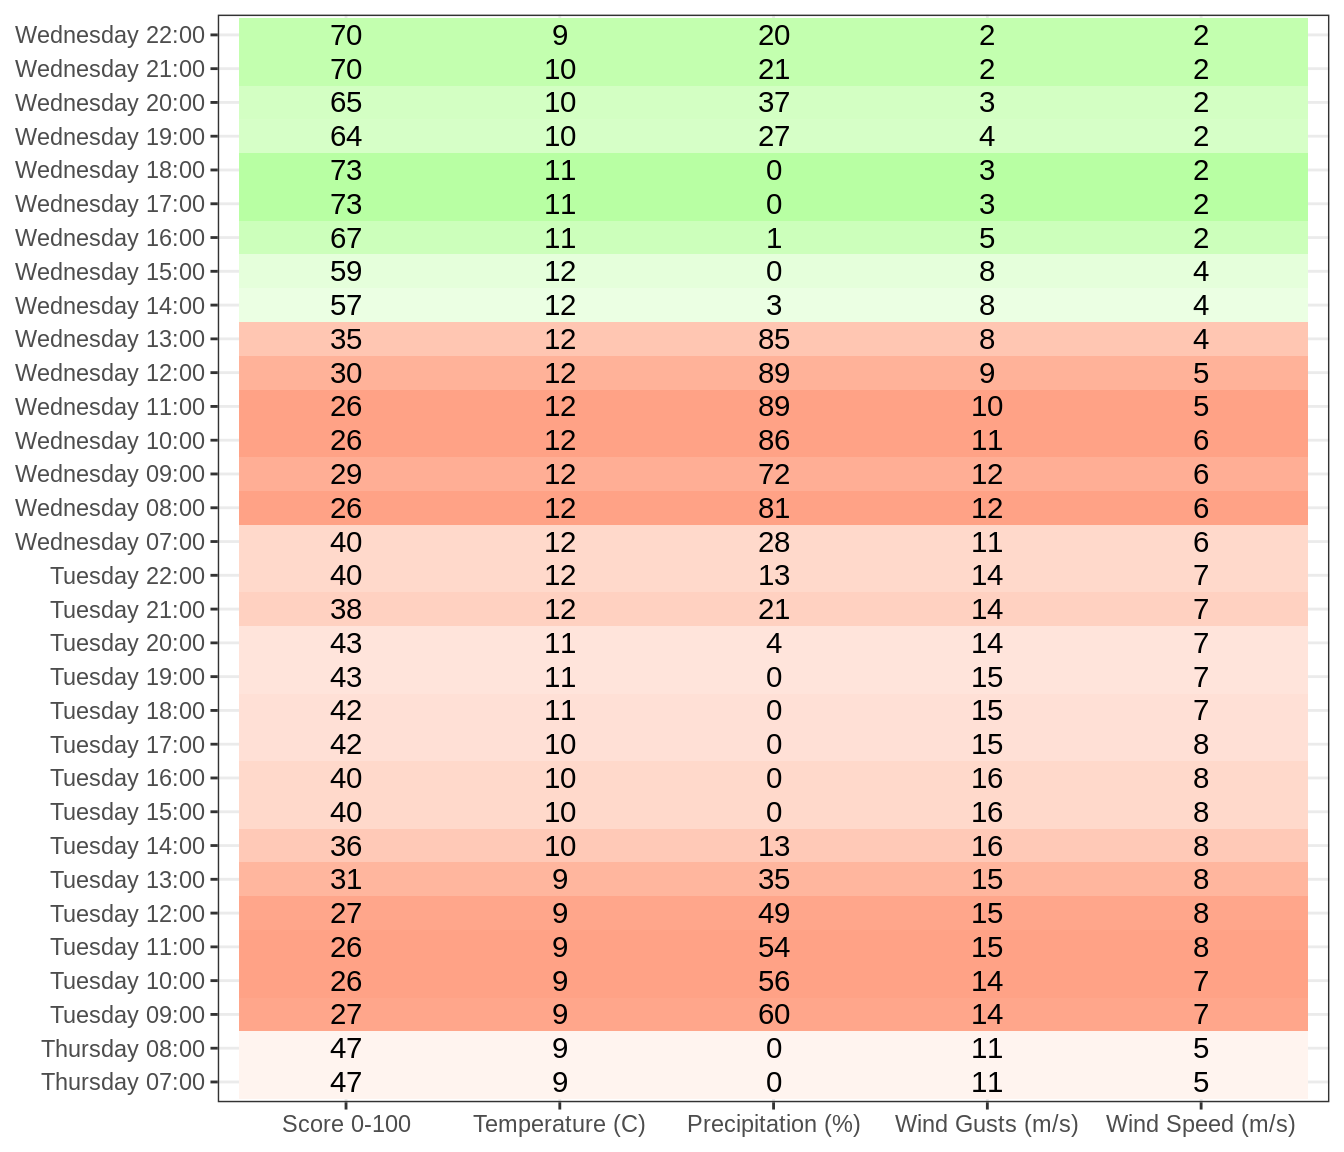 Wednesday 22:00 70 9 20 2 2
Wednesday 21:00 70 10 21 2 2
Wednesday 20:00 65 10 37 3 2
Wednesday 19:00 64 10 27 4 2
Wednesday 18:00 73 11 0 3 2
Wednesday 17:00 73 11 0 3 2
Wednesday 16:00 67 11 1 5 2
Wednesday 15:00 59 12 0 8 4
Wednesday 14:00 57 12 3 8 4
Wednesday 13:00 35 12 85 8 4
Wednesday 12:00 30 12 89 9 5
Wednesday 11:00 26 12 89 10 5
Wednesday 10:00 26 12 86 11 6
Wednesday 09:00 29 12 72 12 6
Wednesday 08:00 26 12 81 12 6
Wednesday 07:00 40 12 28 11 6
Tuesday 22:00 40 12 13 14 7
Tuesday 21:00 38 12 21 14 7
Tuesday 20:00 43 11 4 14 7
Tuesday 19:00 43 11 0 15 7
Tuesday 18:00 42 11 0 15 7
Tuesday 17:00 42 10 0 15 8
Tuesday 16:00 40 10 0 16 8
Tuesday 15:00 40 10 0 16 8
Tuesday 14:00 36 10 13 16 8
Tuesday 13:00 31 9 35 15 8
Tuesday 12:00 27 9 49 15 8
Tuesday 11:00 26 9 54 15 8
Tuesday 10:00 26 9 56 14 7
Tuesday 09:00 27 9 60 14 7
Thursday 08:00 47 9 0 11 5
Thursday 07:00 47 9 0 11 5
Score 0-100 Temperature (C) Precipitation (%) Wind Gusts (m/s) Wind Speed (m/s)